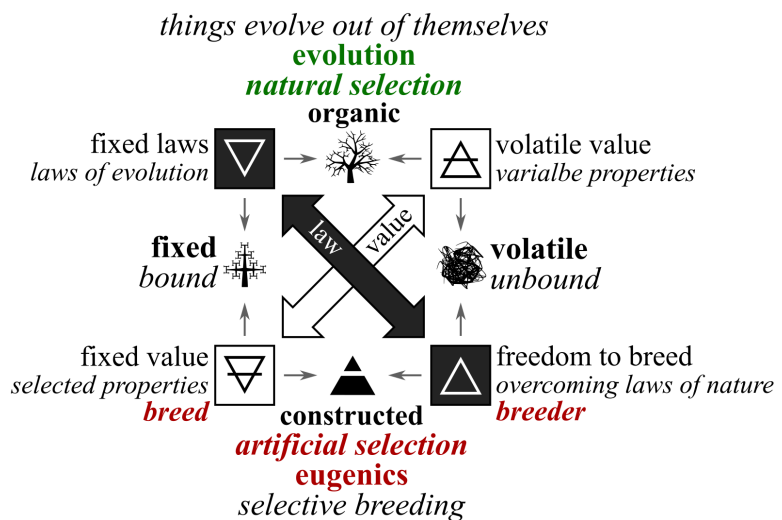 things evolve out of themselves
evolution
natural selection
organic
fixed laws
laws of evolution
volatile value
varialbe properties
law
value
fixed
bound
volatile
unbound
fixed value
selected properties
breed
freedom to breed
overcoming laws of nature
breeder
constructed
artificial selection
eugenics
selective breeding